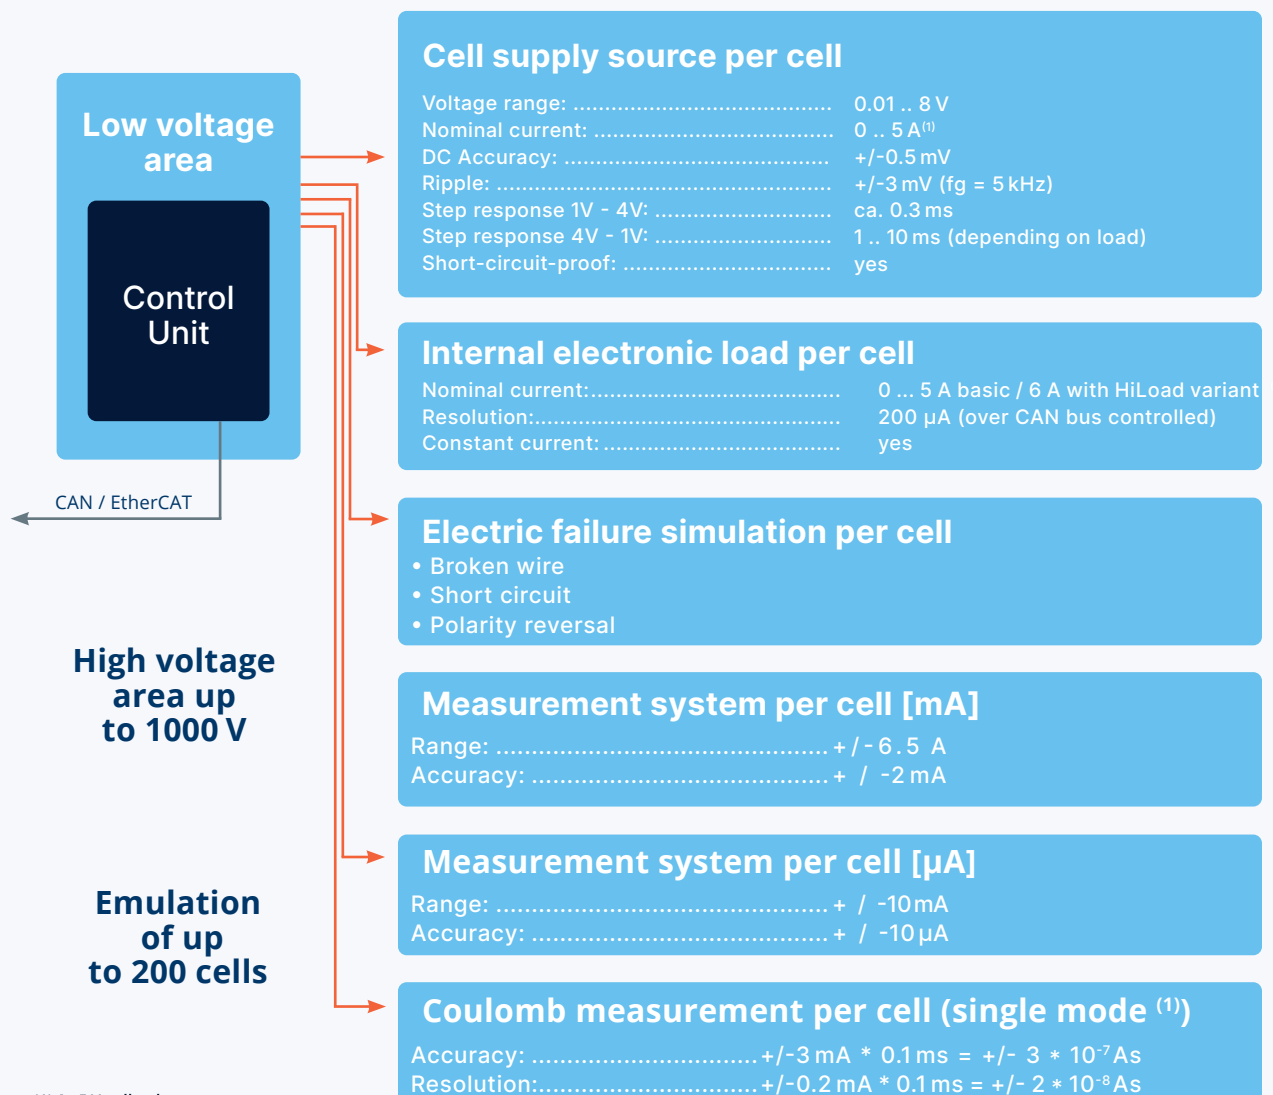 Low voltage
area
Control
Unit
CAN / EtherCAT
High voltage
area up
to 1000 V
Emulation
of up
to 200 cells
Cell supply source per cell
Voltage range: .................................. 0.01 .. 8 V
Nominal current: ............................... 0 .. 5 A⁽¹⁾
DC Accuracy: ................................... +/-0.5 mV
Ripple: ............................................ +/-3 mV (fg = 5 kHz)
Step response 1V - 4V: ....................... ca. 0.3 ms
Step response 4V - 1V: ....................... 1 .. 10 ms (depending on load)
Short-circuit-proof: ........................... yes
Internal electronic load per cell
Nominal current:................................. 0 ... 5 A basic / 6 A with HiLoad variant
Resolution:........................................ 200 µA (over CAN bus controlled)
Constant current: ............................... yes
Electric failure simulation per cell
• Broken wire
• Short circuit
• Polarity reversal
Measurement system per cell [mA]
Range: .............................................. +/-6.5 A
Accuracy: ......................................... + / -2 mA
Measurement system per cell [µA]
Range: .............................................. + / -10 mA
Accuracy: ......................................... + / -10 µA
Coulomb measurement per cell (single mode ⁽¹⁾)
Accuracy: ............................... +/-3 mA * 0.1 ms = +/- 3 * 10⁻⁷ As
Resolution:.............................. +/-0.2 mA * 0.1 ms = +/- 2 * 10⁻⁸ As